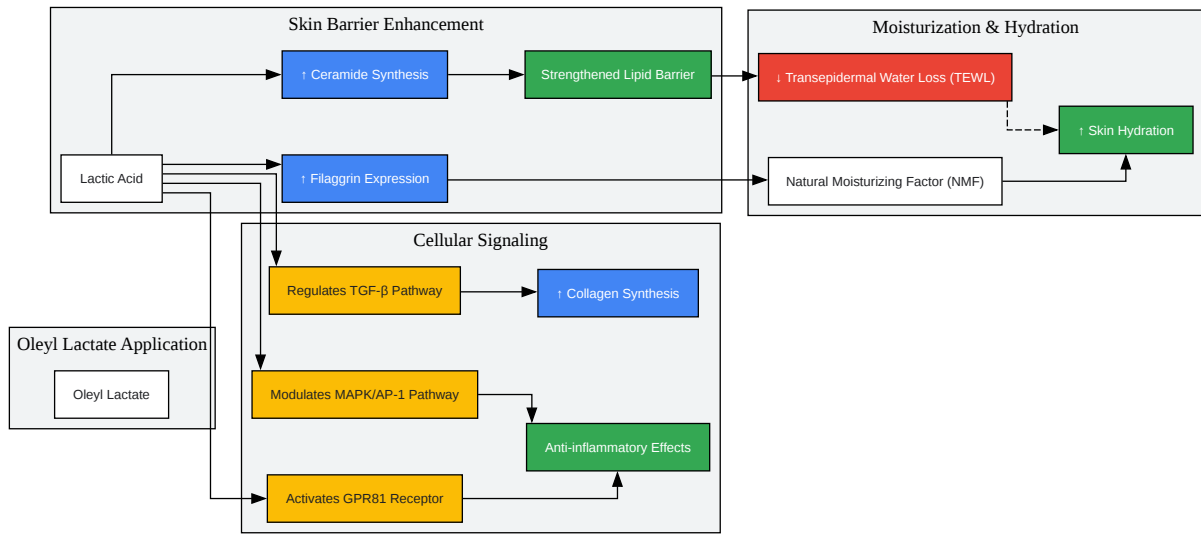 Skin Barrier Enhancement
↑ Ceramide Synthesis
Strengthened Lipid Barrier
Lactic Acid
↑ Filaggrin Expression
Moisturization & Hydration
↓ Transepidermal Water Loss (TEWL)
↑ Skin Hydration
Natural Moisturizing Factor (NMF)
Cellular Signaling
Regulates TGF-β Pathway
↑ Collagen Synthesis
Modulates MAPK/AP-1 Pathway
Anti-inflammatory Effects
Activates GPR81 Receptor
Oleyl Lactate Application
Oleyl Lactate